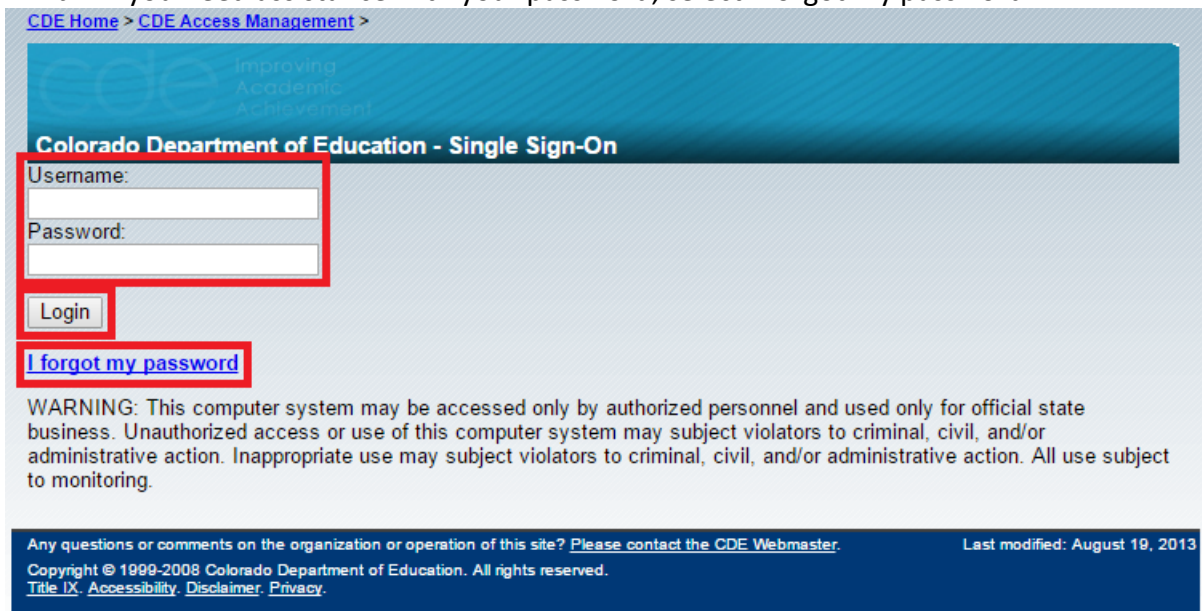 CDE Home > CDE Access Management >
cde Improving
Academic
Achievement
Colorado Department of Education - Single Sign-On
Username:
Password:
Login
I forgot my password
WARNING: This computer system may be accessed only by authorized personnel and used only for official state
business. Unauthorized access or use of this computer system may subject violators to criminal, civil, and/or
administrative action. Inappropriate use may subject violators to criminal, civil, and/or administrative action. All use subject
to monitoring.
Any questions or comments on the organization or operation of this site? Please contact the CDE Webmaster. Last modified: August 19, 2013
Copyright © 1999-2008 Colorado Department of Education. All rights reserved.
Title IX. Accessibility. Disclaimer. Privacy.